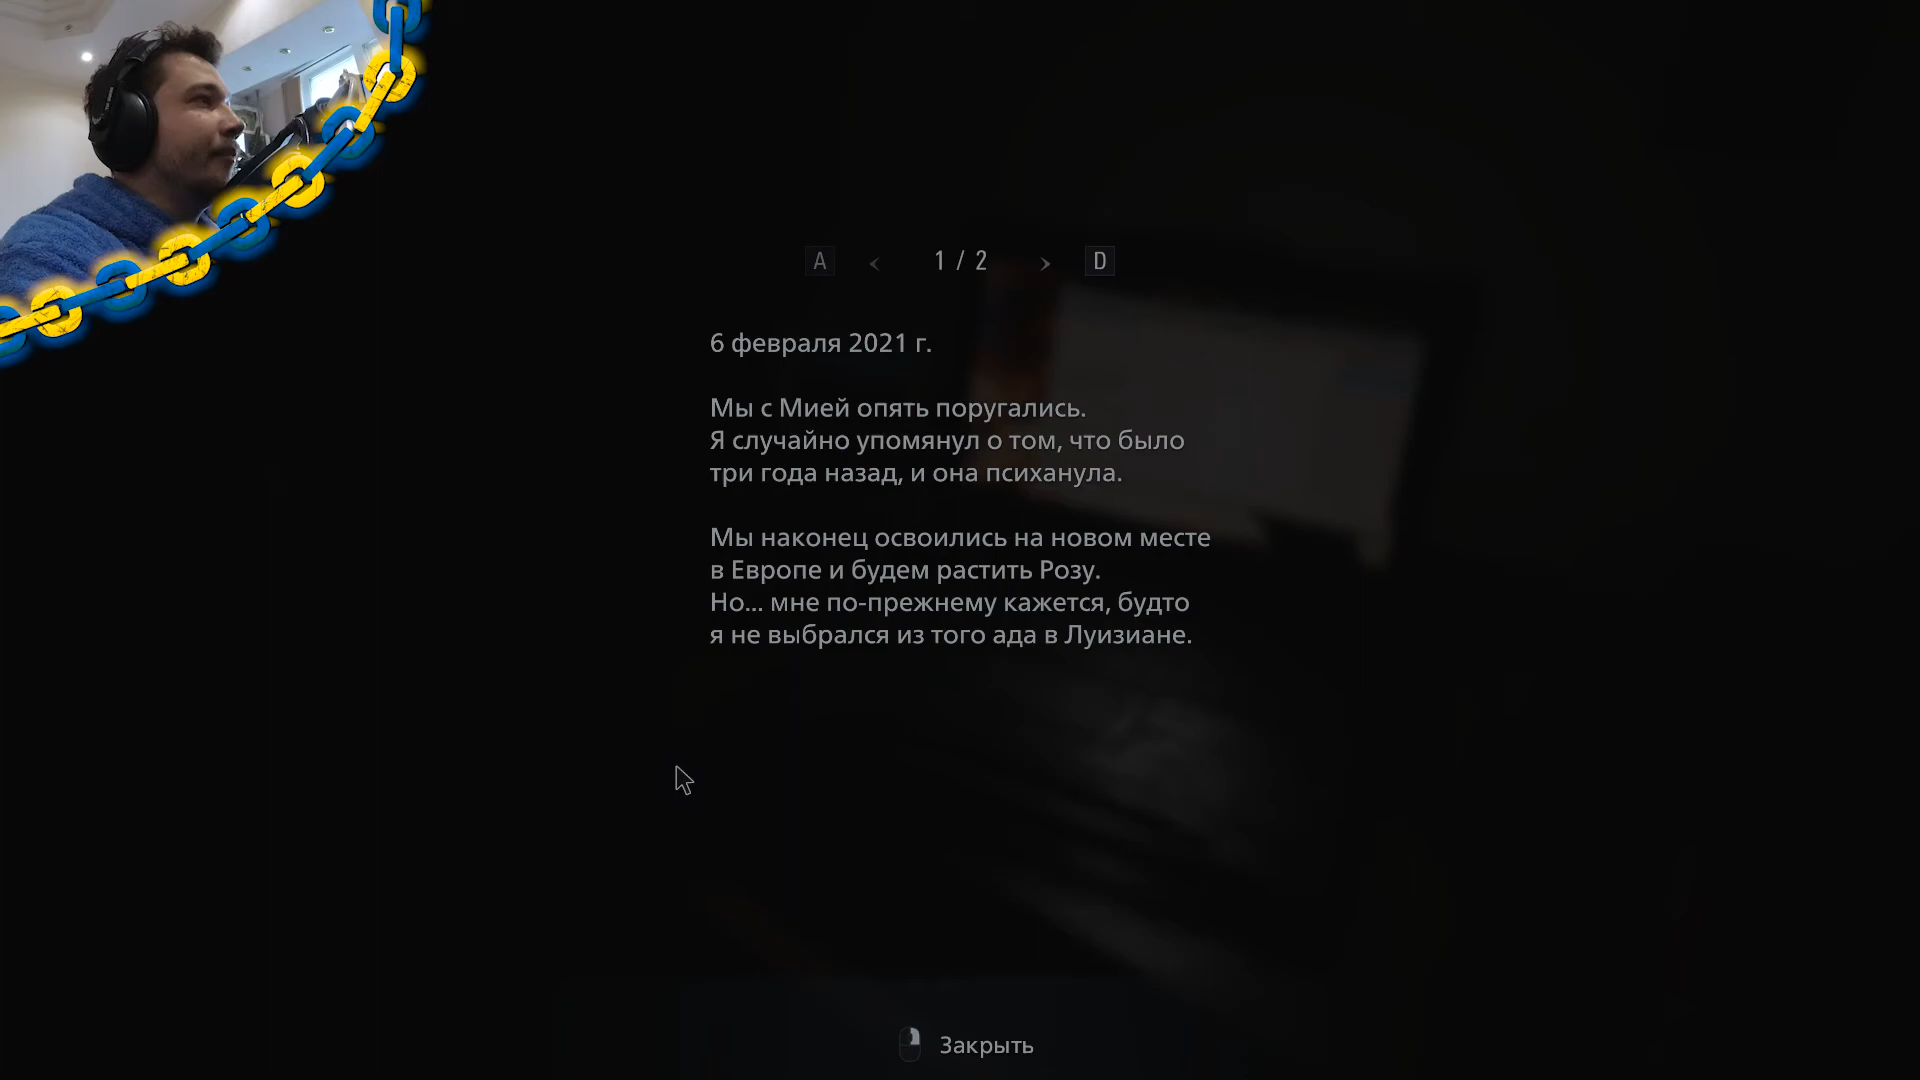 A < 1 / 2 > D
6 февраля 2021 г.
Мы с Мией опять поругались.
Я случайно упомянул о том, что было
три года назад, и она психанула.
Мы наконец освоились на новом месте
в Европе и будем растить Розу.
Но... мне по-прежнему кажется, будто
я не выбрался из того ада в Луизиане.
Закрыть